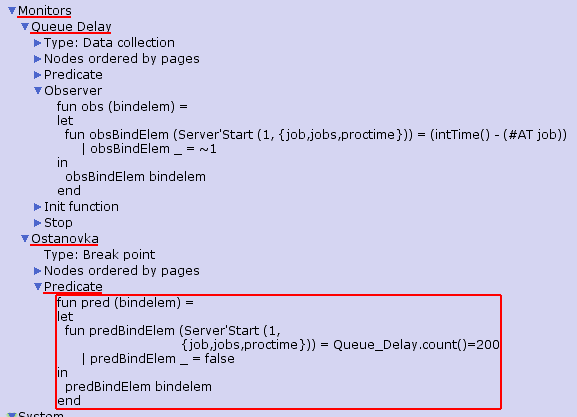 Monitors
Queue Delay
Type: Data collection
Nodes ordered by pages
Predicate
Observer
fun obs (bindelem) =
let
fun obsBindElem (Server'Start (1, {job,jobs,proctime})) = (intTime() - (#AT job))
| obsBindElem _ = ~1
in
obsBindElem bindelem
end
Init function
Stop
Ostanovka
Type: Break point
Nodes ordered by pages
Predicate
fun pred (bindelem) =
let
fun predBindElem (Server'Start (1,
{job,jobs,proctime})) = Queue_Delay.count()=200
| predBindElem _ = false
in
predBindElem bindelem
end
System